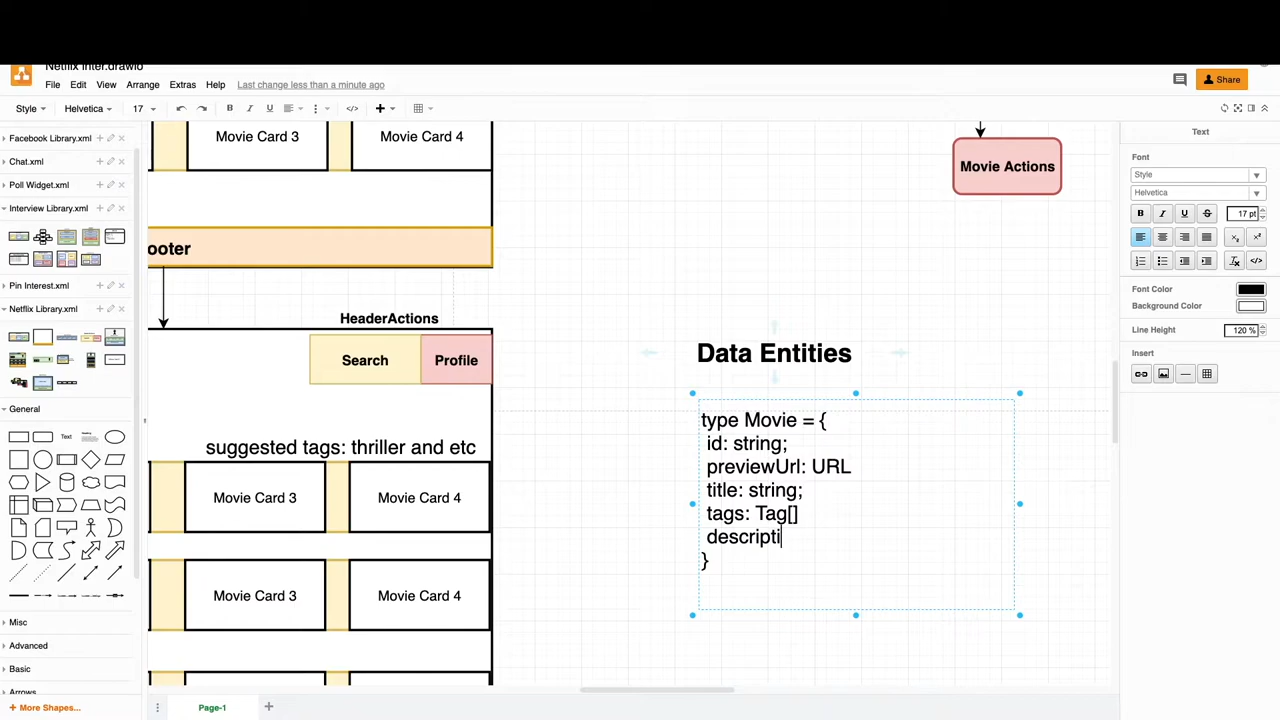 Netflix Inter.drawio
File Edit View Arrange Extras Help Last change less than a minute ago
Share
Style Helvetica 17
Facebook Library.xml
Chat.xml
Poll Widget.xml
Interview Library.xml
Pin Interest.xml
Netflix Library.xml
General
Text
Heading
Misc
Advanced
Basic
Arrows
More Shapes...
Movie Card 3 Movie Card 4
ooter
HeaderActions
Search Profile
suggested tags: thriller and etc
Movie Card 3 Movie Card 4
Movie Card 3 Movie Card 4
Movie Actions
Data Entities
type Movie = {
id: string;
previewUrl: URL
title: string;
tags: Tag[]
descripti
}
Text
Font
Style
Helvetica
B I U S 17 pt
Font Color
Background Color
Line Height 120 %
Insert
Page-1